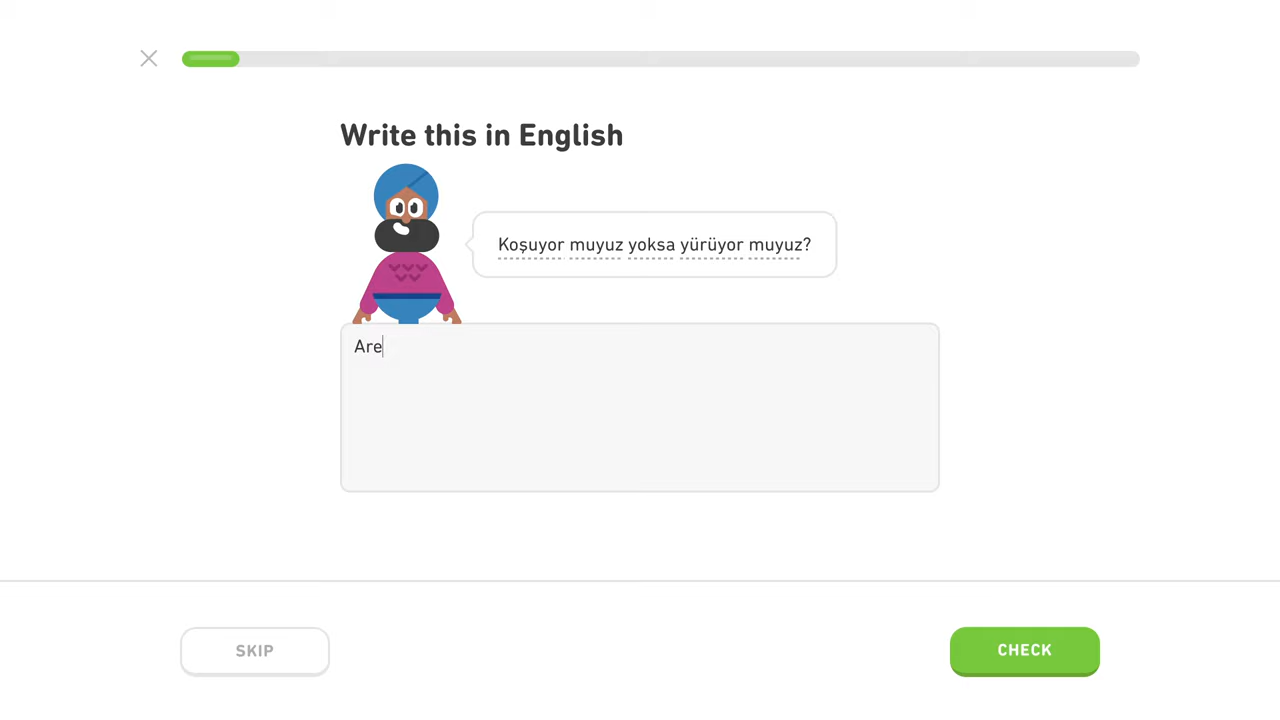 Write this in English
Koşuyor muyuz yoksa yürüyor muyuz?
Are
SKIP
CHECK